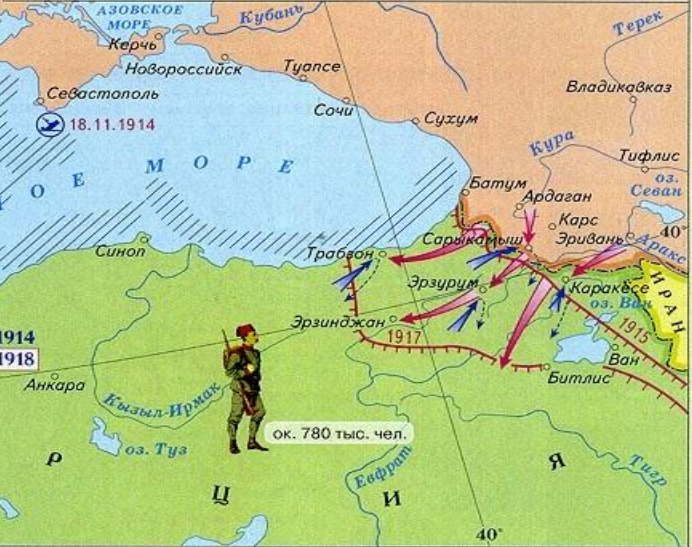 АЗОВСКОЕ
МОРЕ
Кубань
Терек
Керчь
Новороссийск
Туапсе
Владикавказ
Севастополь
Сочи
Сухум
18.11.1914
Кура
Тифлис
ОЕ МОРЕ
оз.
Севан
Батум
Ардаган
Карс
40°
Синоп
Трабзон
Сарыкамыш
Эривань
Аракс
Эрзурум
Каракёсе
ИРАН
оз. Ван
Эрзинджан
1917
1915
1914
1918
Ван
Анкара
Битлис
Кызыл-Ирмак
ок. 780 тыс. чел.
оз. Туз
Евфрат
Тигр
Р Ц И Я
40°